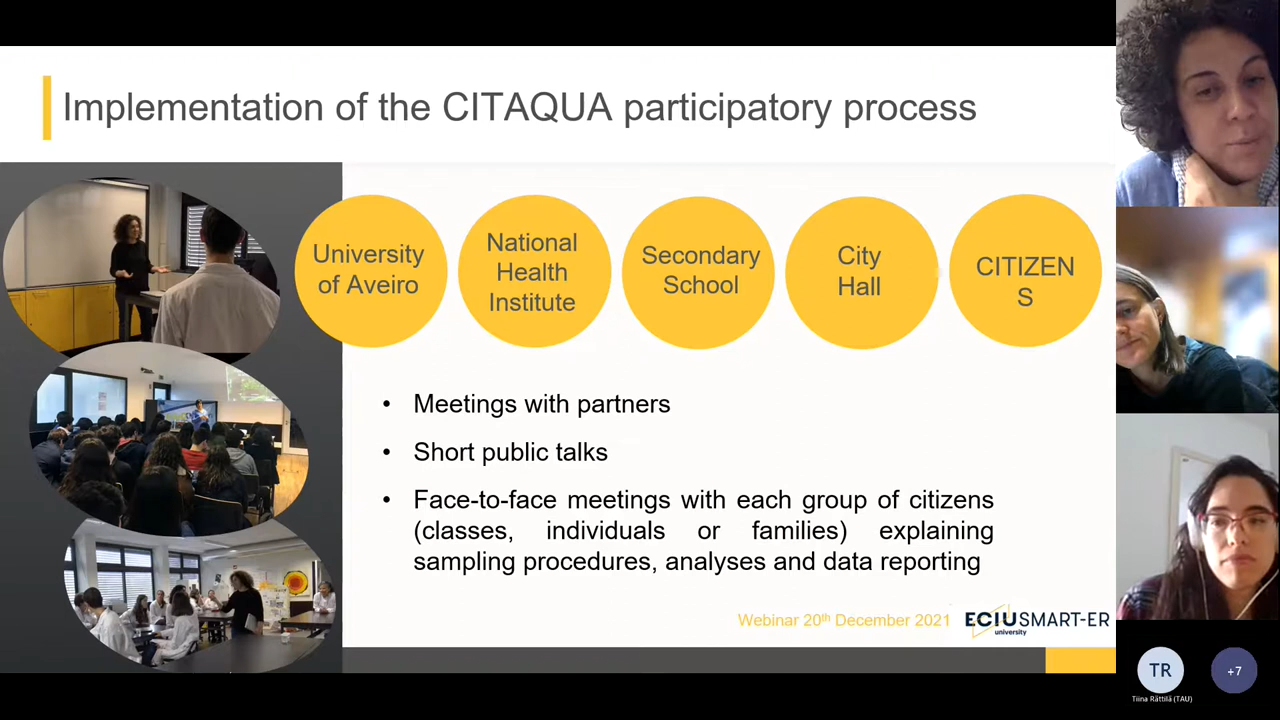 Implementation of the CITAQUA participatory process
University
of Aveiro
National
Health
Institute
Secondary
School
City
Hall
CITIZEN
S
• Meetings with partners
• Short public talks
• Face-to-face meetings with each group of citizens
(classes, individuals or families) explaining
sampling procedures, analyses and data reporting
Webinar 20th December 2021
ECIU SMART-ER
university
TR
+7
Tiina Rättilä (TAU)